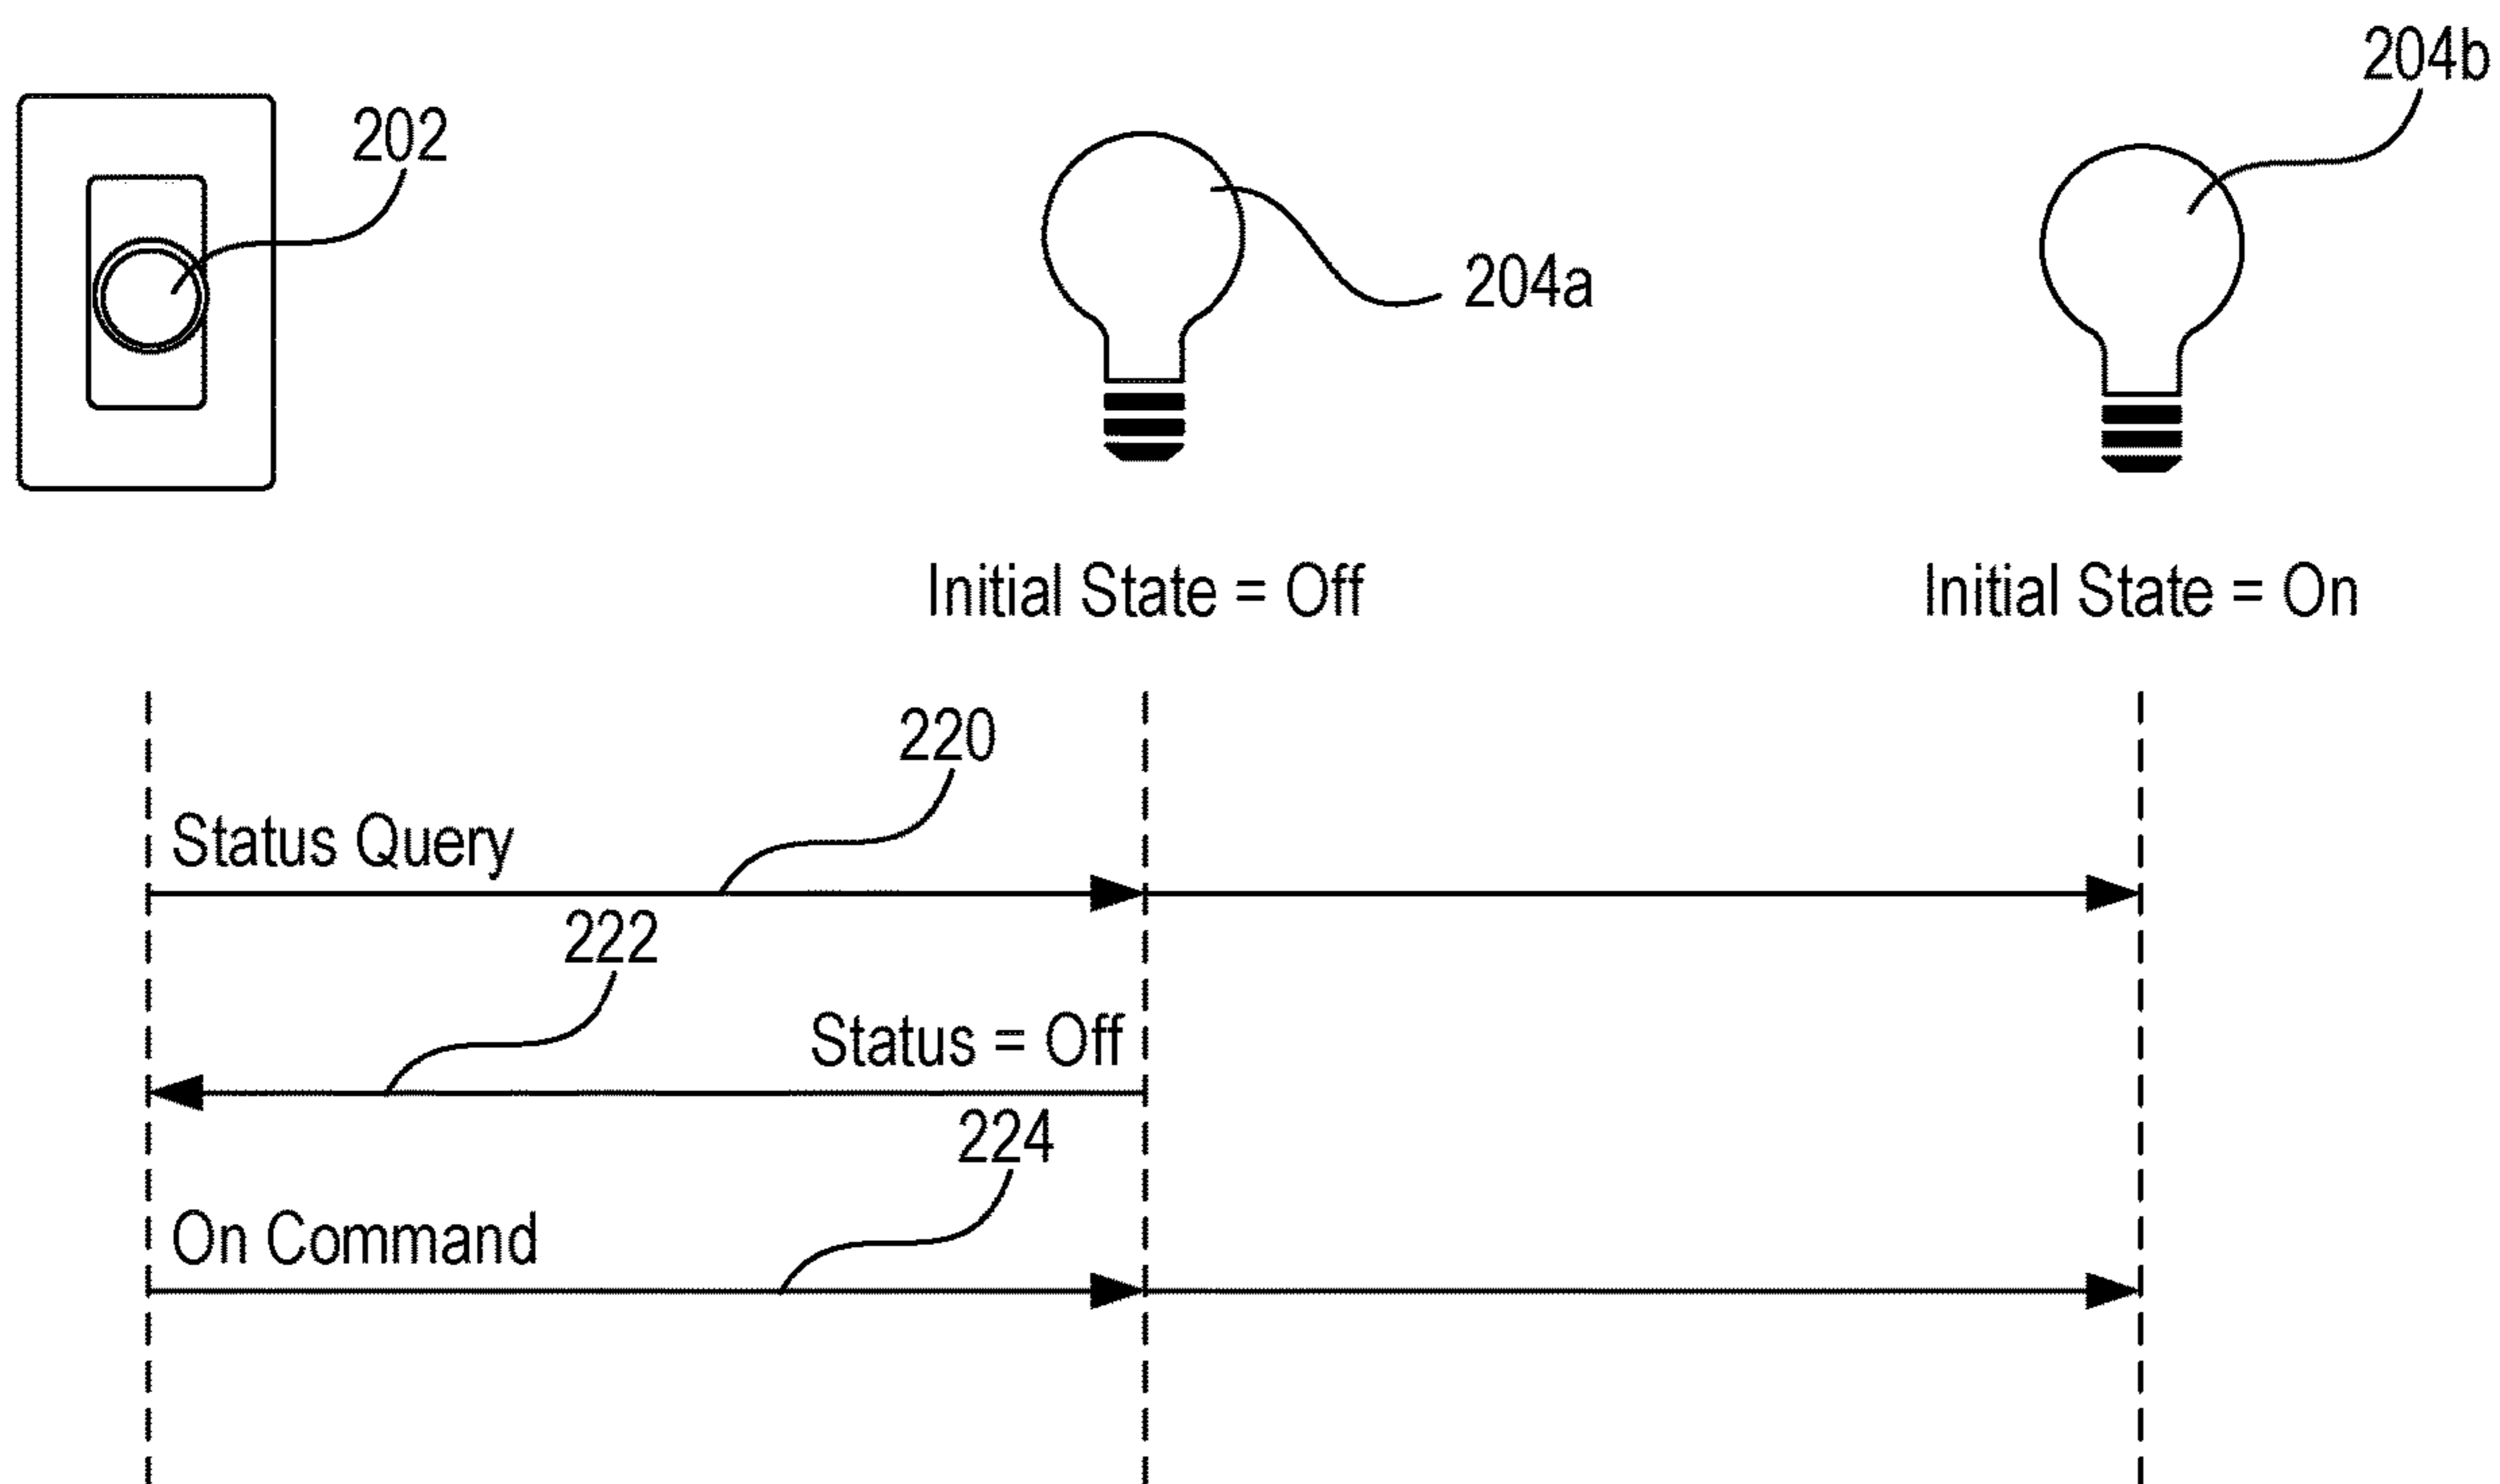 204b
202
204a
Initial State = Off
Initial State = On
220
Status Query
222
Status = Off
224
On Command